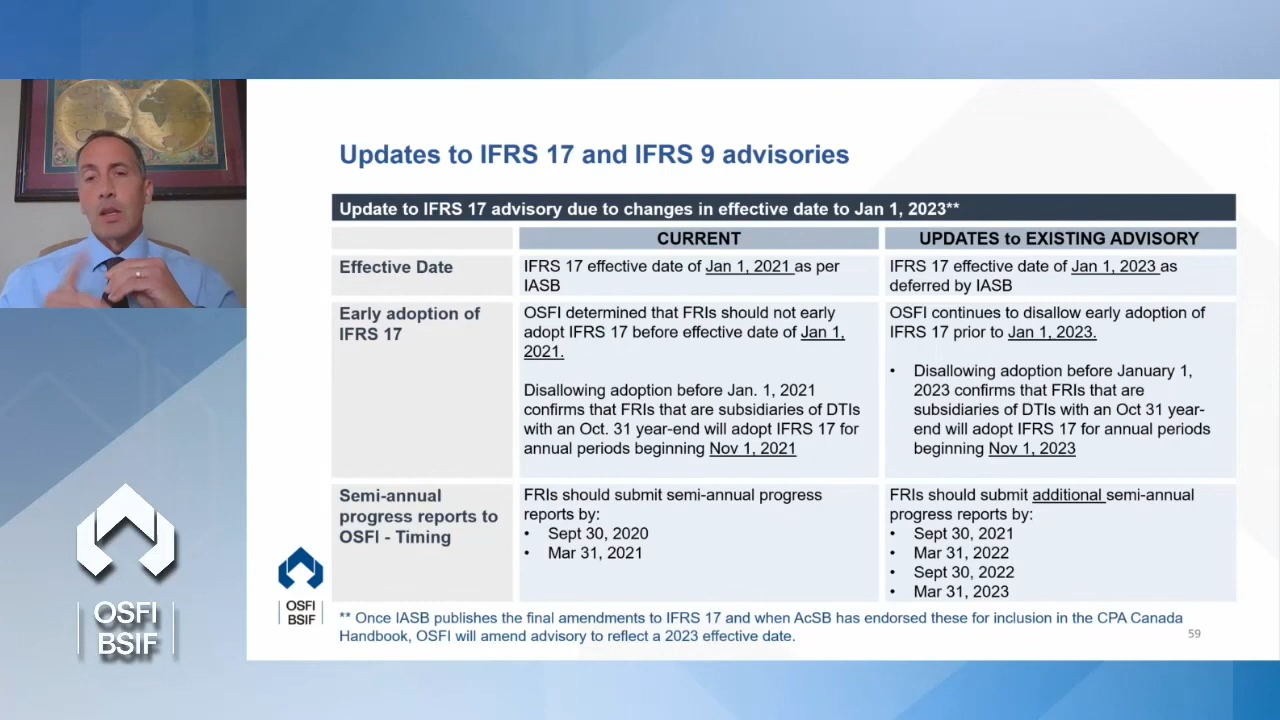 Updates to IFRS 17 and IFRS 9 advisories
Update to IFRS 17 advisory due to changes in effective date to Jan 1, 2023**
CURRENT
UPDATES to EXISTING ADVISORY
Effective Date
IFRS 17 effective date of Jan 1, 2021 as per
IASB
IFRS 17 effective date of Jan 1, 2023 as
deferred by IASB
Early adoption of
IFRS 17
OSFI determined that FRIs should not early
adopt IFRS 17 before effective date of Jan 1,
2021.
Disallowing adoption before Jan. 1, 2021
confirms that FRIs that are subsidiaries of DTIs
with an Oct. 31 year-end will adopt IFRS 17 for
annual periods beginning Nov 1, 2021
OSFI continues to disallow early adoption of
IFRS 17 prior to Jan 1, 2023.
• Disallowing adoption before January 1,
2023 confirms that FRIs that are
subsidiaries of DTIs with an Oct 31 year-
end will adopt IFRS 17 for annual periods
beginning Nov 1, 2023
Semi-annual
progress reports to
OSFI - Timing
FRIs should submit semi-annual progress
reports by:
• Sept 30, 2020
• Mar 31, 2021
FRIs should submit additional semi-annual
progress reports by:
• Sept 30, 2021
• Mar 31, 2022
• Sept 30, 2022
• Mar 31, 2023
** Once IASB publishes the final amendments to IFRS 17 and when AcSB has endorsed these for inclusion in the CPA Canada
Handbook, OSFI will amend advisory to reflect a 2023 effective date.
59
OSFI
BSIF
OSFI
BSIF